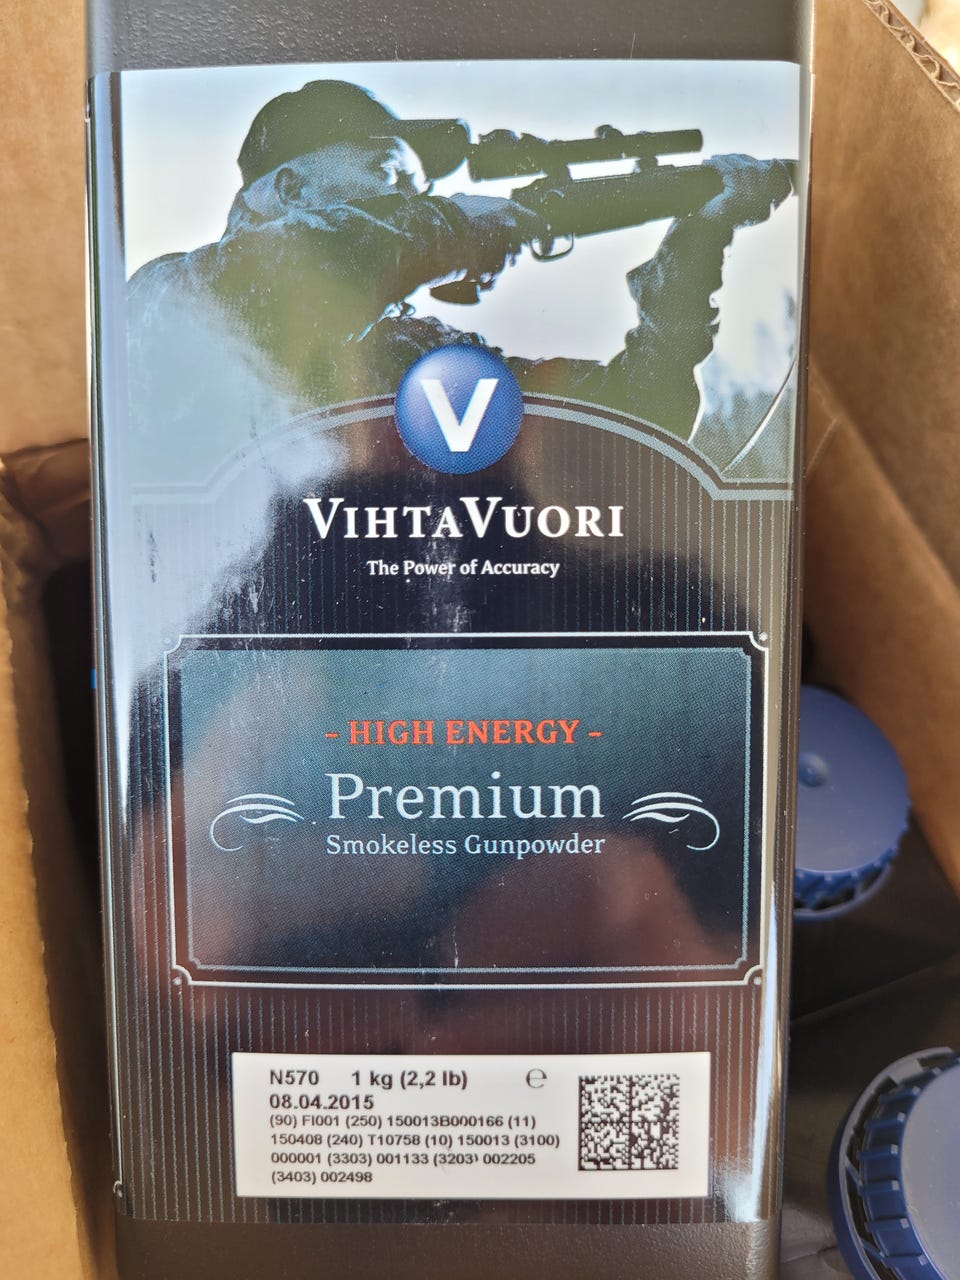 V
VIHTAVUORI
The Power of Accuracy
- HIGH ENERGY -
Premium
Smokeless Gunpowder
N570 1 kg (2,2 lb) ℮
08.04.2015
(90) FI001 (250) 150013B000166 (11)
150408 (240) T10758 (10) 150013 (3100)
000001 (3303) 001133 (3203) 002205
(3403) 002498